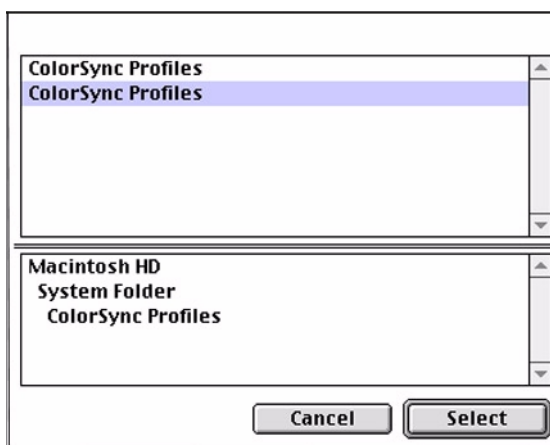 ColorSync Profiles
ColorSync Profiles
Macintosh HD
System Folder
ColorSync Profiles
Cancel
Select